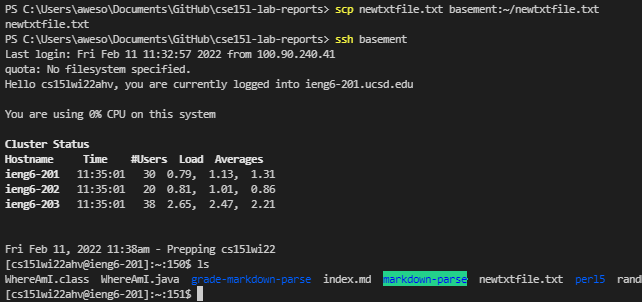 PS C:\Users\aweso\Documents\GitHub\cse15l-lab-reports> scp newtxtfile.txt basement:~/newtxtfile.txt
newtxtfile.txt
PS C:\Users\aweso\Documents\GitHub\cse15l-lab-reports> ssh basement
Last login: Fri Feb 11 11:32:57 2022 from 100.90.240.41
quota: No filesystem specified.
Hello cs15lwi22ahv, you are currently logged into ieng6-201.ucsd.edu
You are using 0% CPU on this system
Cluster Status
Hostname Time #Users Load Averages
ieng6-201 11:35:01 30 0.79, 1.13, 1.31
ieng6-202 11:35:01 20 0.81, 1.01, 0.86
ieng6-203 11:35:01 38 2.65, 2.47, 2.21
Fri Feb 11, 2022 11:38am - Prepping cs15lwi22
[cs15lwi22ahv@ieng6-201]:~:150$ ls
WhereAmI.class WhereAmI.java grade-markdown-parse index.md markdown-parse newtxtfile.txt perl5 rand
[cs15lwi22ahv@ieng6-201]:~:151$